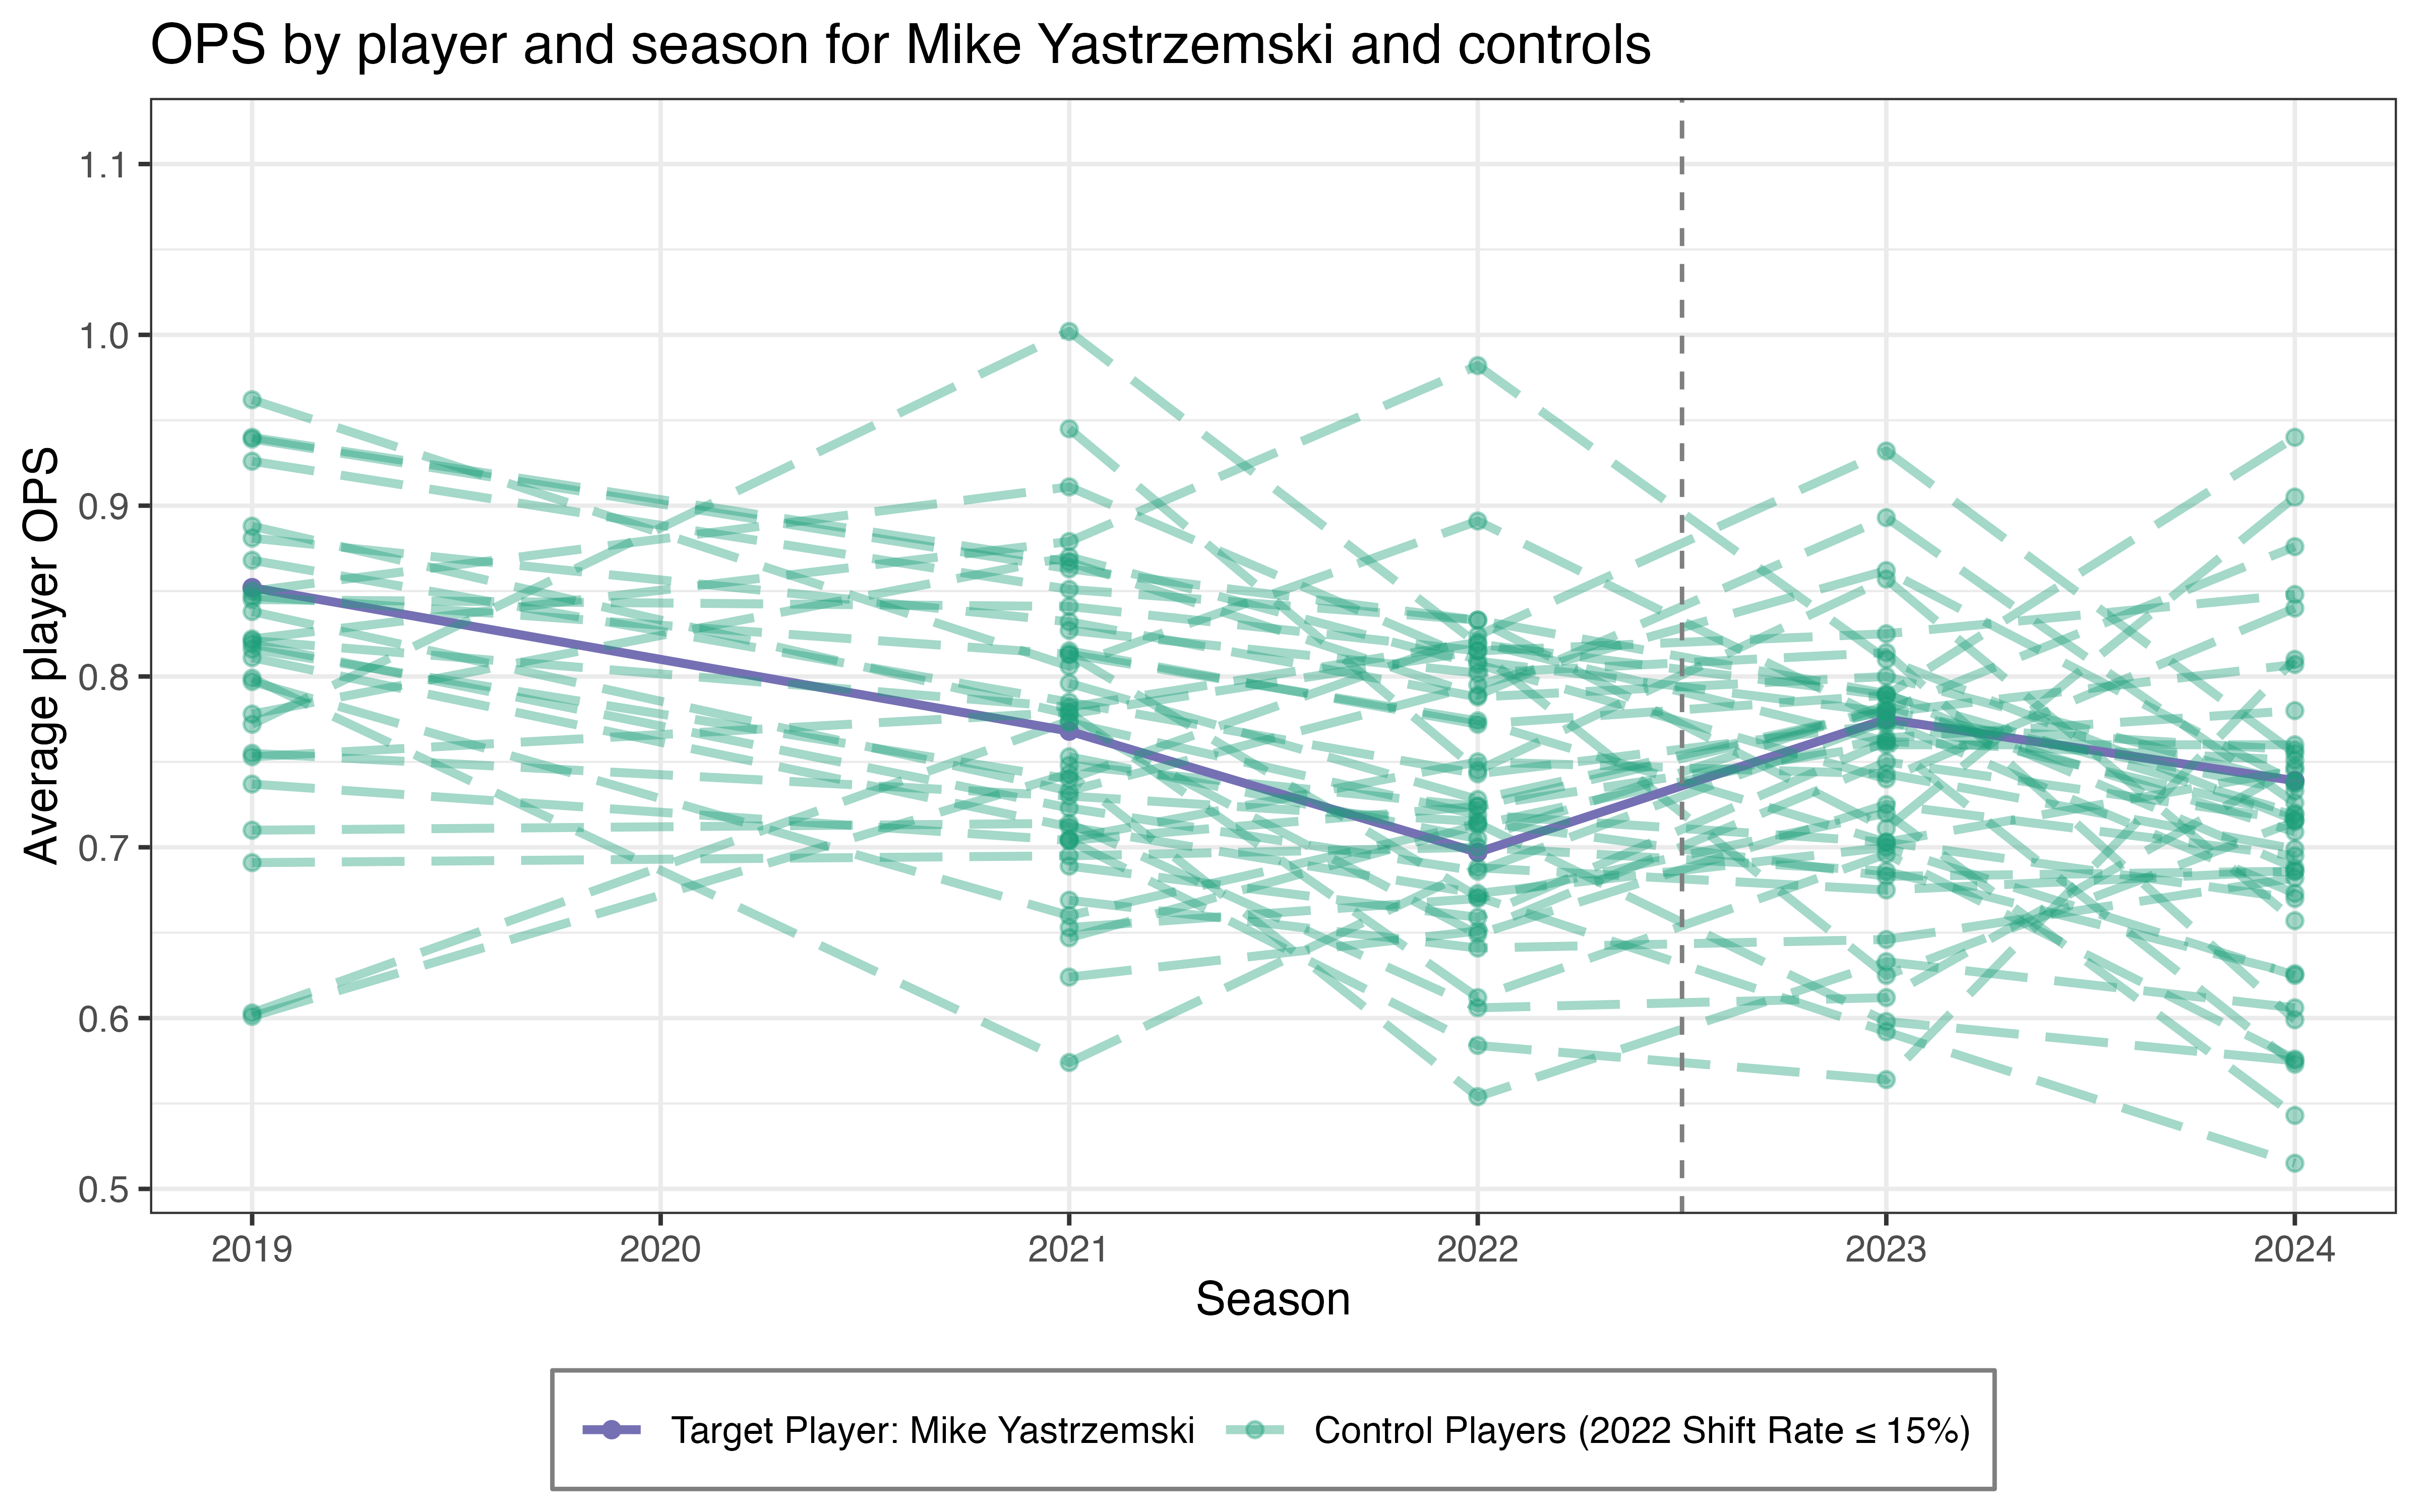 OPS by player and season for Mike Yastrzemski and controls
Average player OPS
1.1
1.0
0.9
0.8
0.7
0.6
0.5
2019 2020 2021 2022 2023 2024
Season
Target Player: Mike Yastrzemski Control Players (2022 Shift Rate ≤ 15%)